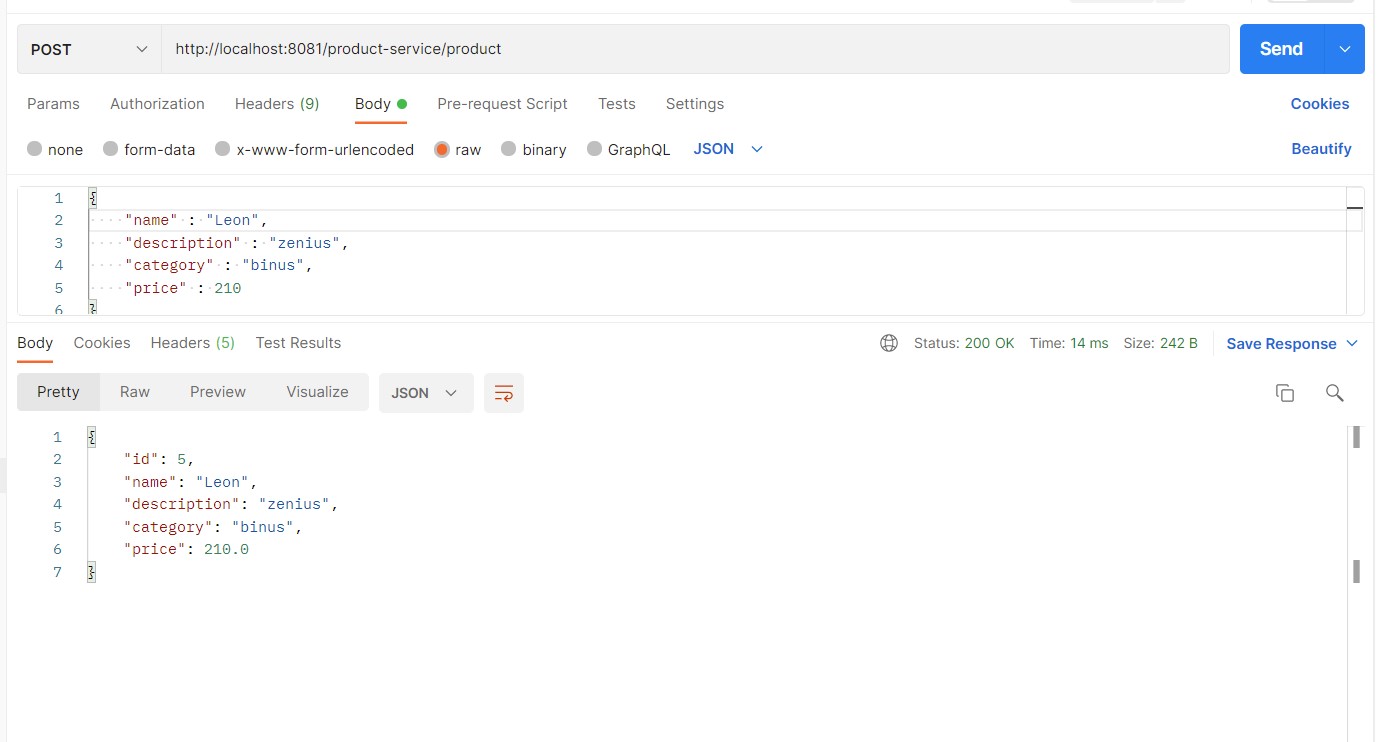 POST http://localhost:8081/product-service/product Send
Params Authorization Headers (9) Body Pre-request Script Tests Settings Cookies
none form-data x-www-form-urlencoded raw binary GraphQL JSON Beautify
1 {
2 "name" : "Leon",
3 "description" : "zenius",
4 "category" : "binus",
5 "price" : 210
6 }
Body Cookies Headers (5) Test Results Status: 200 OK Time: 14 ms Size: 242 B Save Response
Pretty Raw Preview Visualize JSON
1 {
2 "id": 5,
3 "name": "Leon",
4 "description": "zenius",
5 "category": "binus",
6 "price": 210.0
7 }